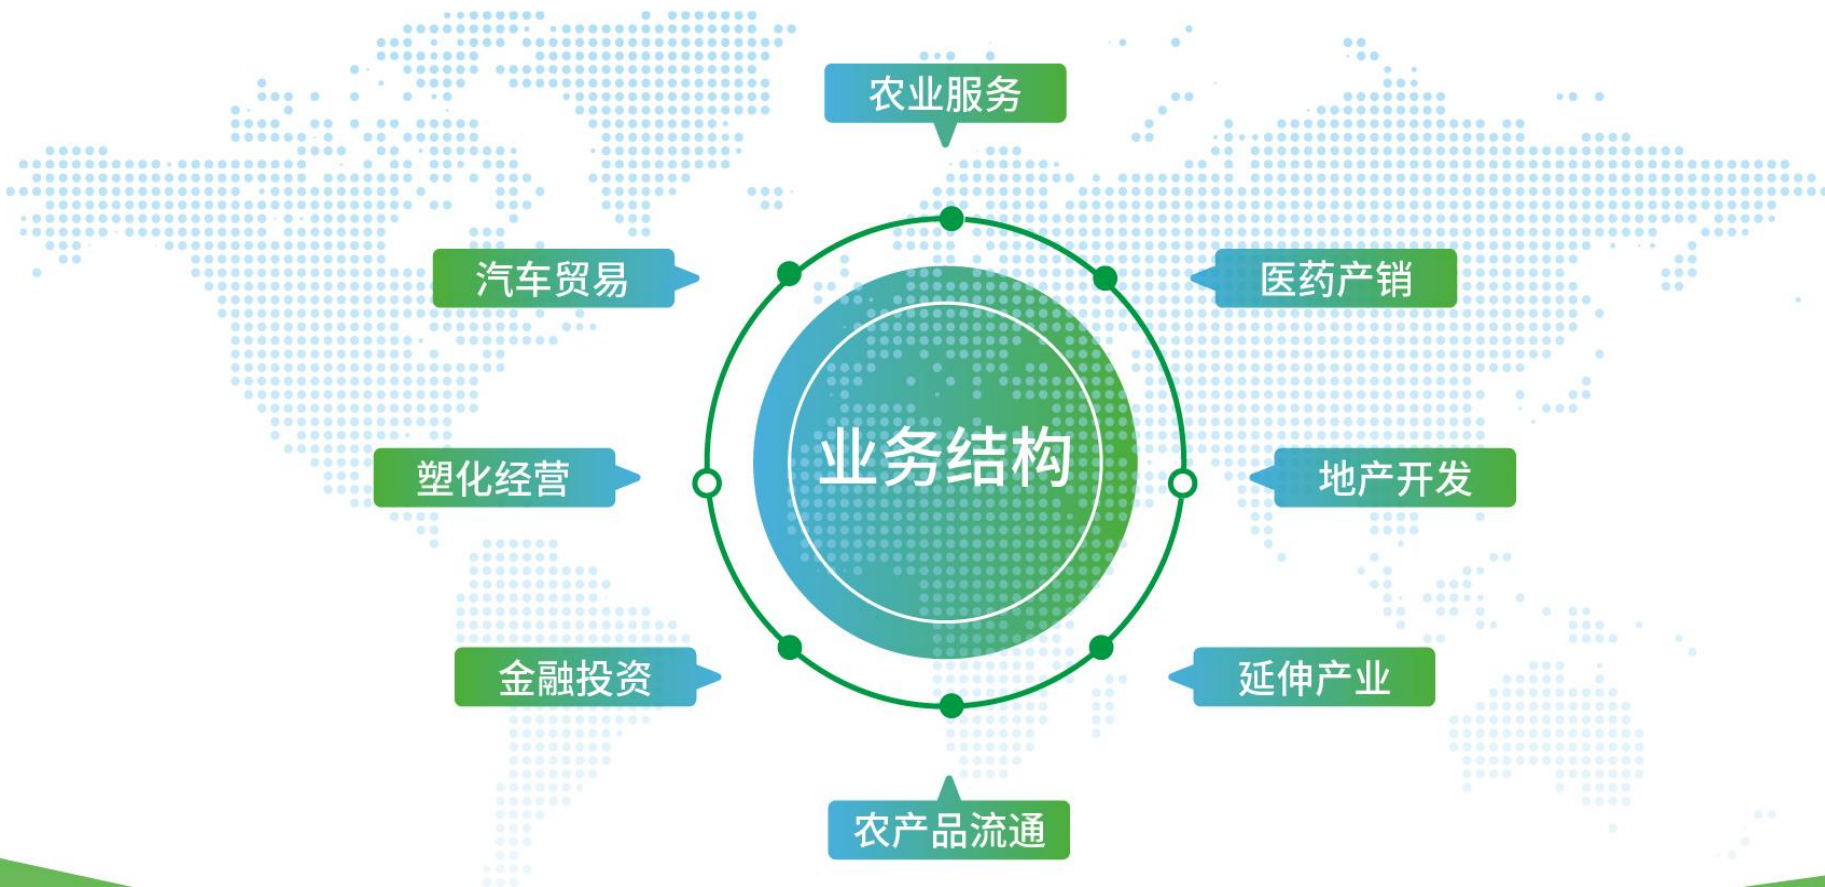 农业服务
汽车贸易
医药产销
业务结构
塑化经营
地产开发
金融投资
延伸产业
农产品流通